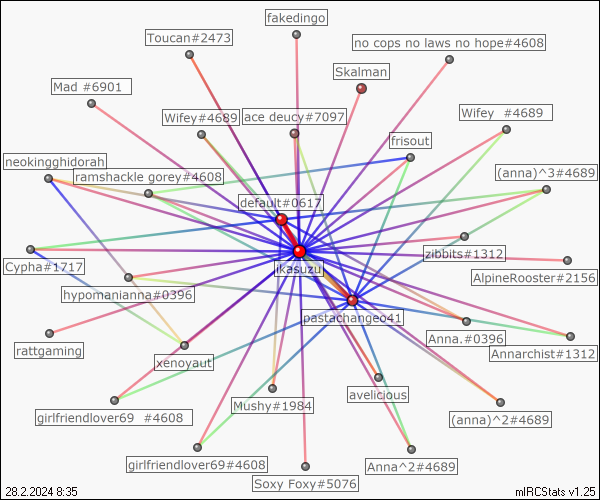 fakedingo
Toucan#2473
no cops no laws no hope#4608
Skalman
Mad #6901
Wifey#4689
ace deucy#7097
Wifey  #4689
frisout
neokingghidorah
ramshackle gorey#4608
(anna)^3#4689
default#0617
Cypha#1717
jkasuzu
zibbits#1312
AlpineRooster#2156
hypomanianna#0396
pastachangeo41
Anna.#0396
rattgaming
xenoyaut
Annarchist#1312
avelicious
girlfriendlover69  #4608
Mushy#1984
(anna)^2#4689
girlfriendlover69#4608
Anna^2#4689
Soxy Foxy#5076
28.2.2024 8:35
mIRCStats v1.25